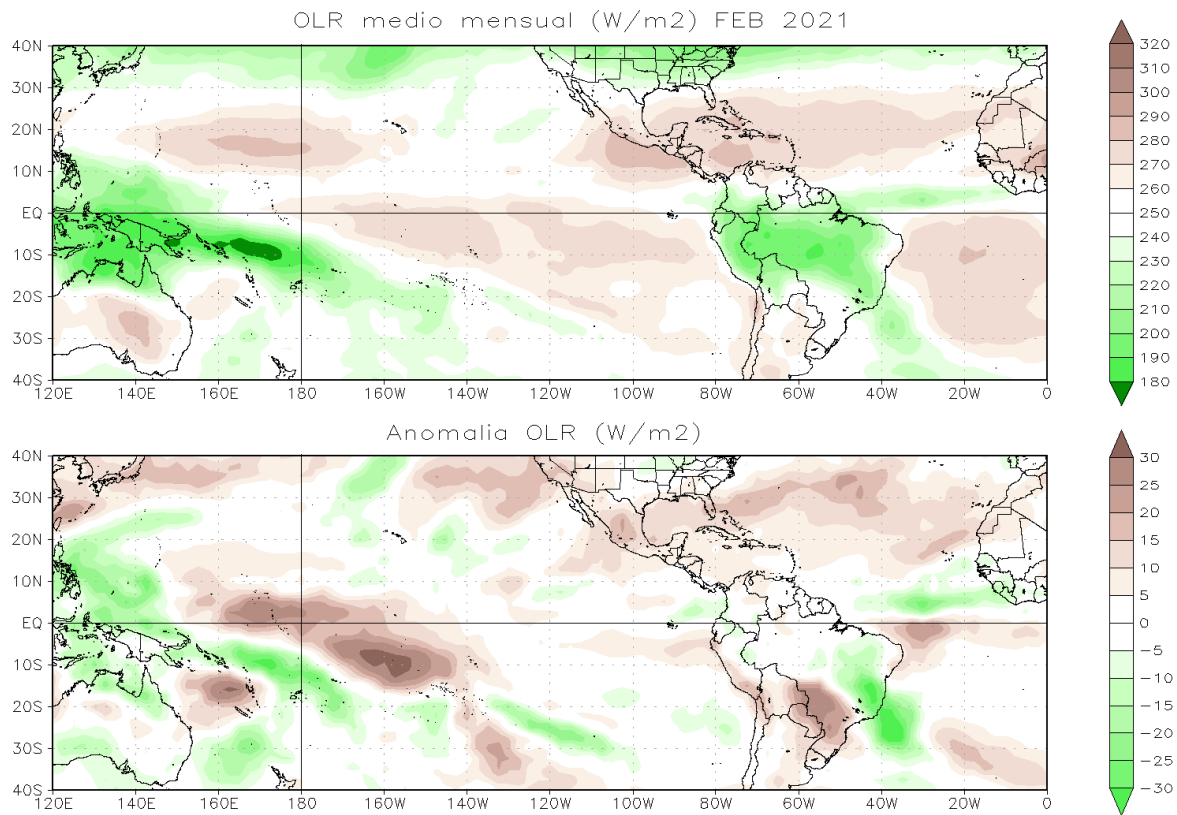 OLR medio mensual (W/m2) FEB 2021
40N
30N
20N
10N
EQ
10S
20S
30S
40S
120E 140E 160E 180 160W 140W 120W 100W 80W 60W 40W 20W 0
320
310
300
290
280
270
260
250
240
230
220
210
200
190
180
Anomalia OLR (W/m2)
40N
30N
20N
10N
EQ
10S
20S
30S
40S
120E 140E 160E 180 160W 140W 120W 100W 80W 60W 40W 20W 0
30
25
20
15
10
5
0
−5
−10
−15
−20
−25
−30